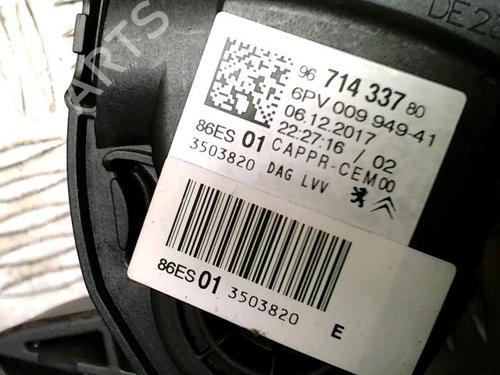 PARTS
DE
96 714 337 80
6PV 009 949-41
06.12.2017
22:27:16 / 02
86ES 01 CAPPR-CEM00
3503820 DAG LVV
86ES 01 3503820 E